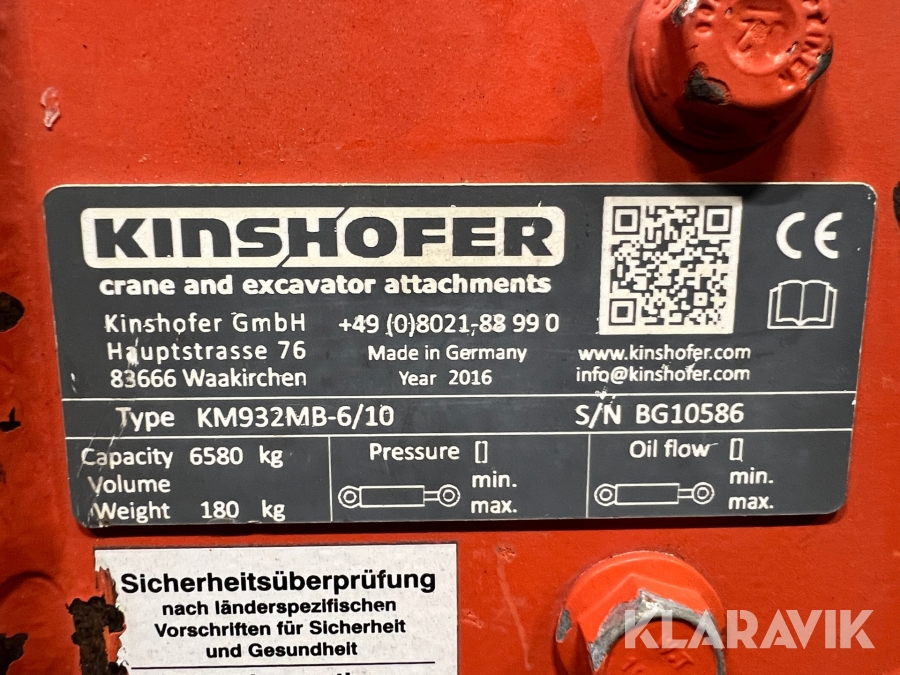 KINSHOFER
crane and excavator attachments
Kinshofer GmbH
Hauptstrasse 76
83666 Waakirchen
+49 (0)8021-88 99 0
Made in Germany
Year 2016
CE
www.kinshofer.com
info@kinshofer.com
Type KM932MB-6/10
S/N BG10586
Capacity 6580 kg
Volume
Weight 180 kg
Pressure []
min.
max.
Oil flow []
min.
max.
Sicherheitsüberprüfung
nach länderspezifischen
Vorschriften für Sicherheit
und Gesundheit
KLARAVIK